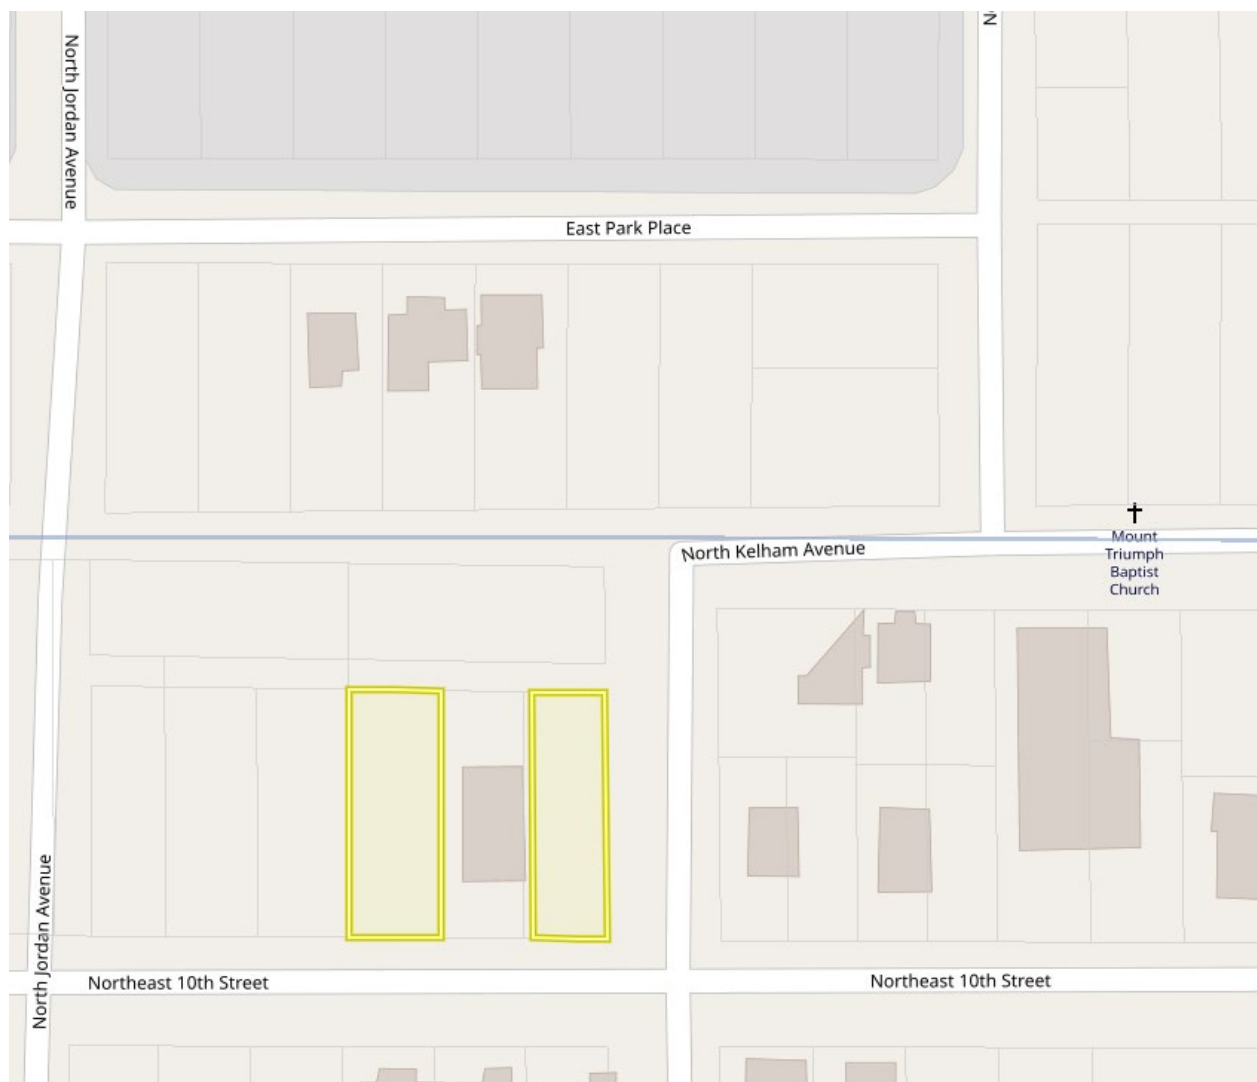 North Jordan Avenue
N
East Park Place
North Kelham Avenue
Mount
Triumph
Baptist
Church
North Jordan Avenue
Northeast 10th Street
Northeast 10th Street